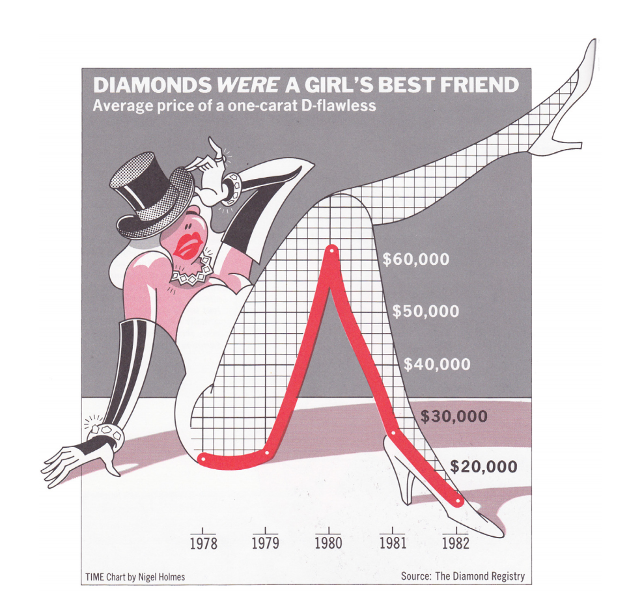 DIAMONDS WERE A GIRL'S BEST FRIEND
Average price of a one-carat D-flawless
$60,000
$50,000
$40,000
$30,000
$20,000
1978 1979 1980 1981 1982
TIME Chart by Nigel Holmes Source: The Diamond Registry